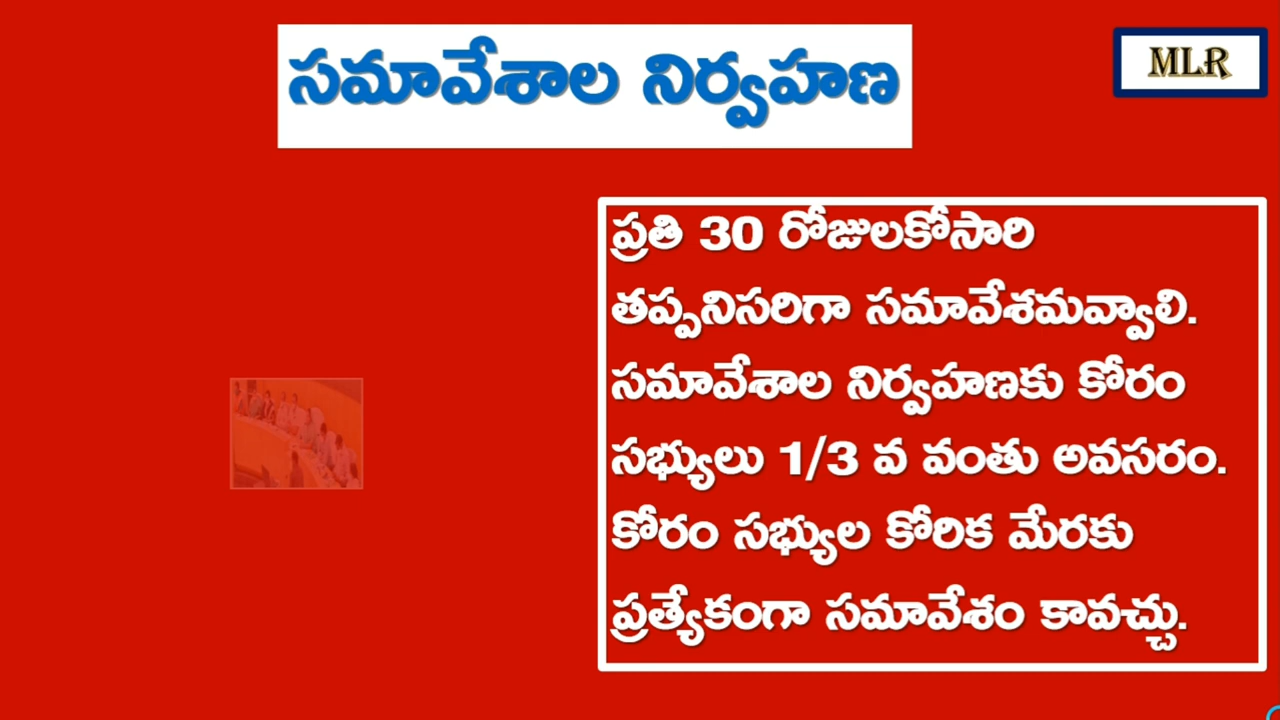 సమావేశాల నిర్వహణ
MLR
ప్రతి 30 రోజులకోసారి
తప్పనిసరిగా సమావేశమవ్వాలి.
సమావేశాల నిర్వహణకు కోరం
సభ్యులు 1/3 వ వంతు అవసరం.
కోరం సభ్యుల కోరిక మేరకు
ప్రత్యేకంగా సమావేశం కావచ్చు.